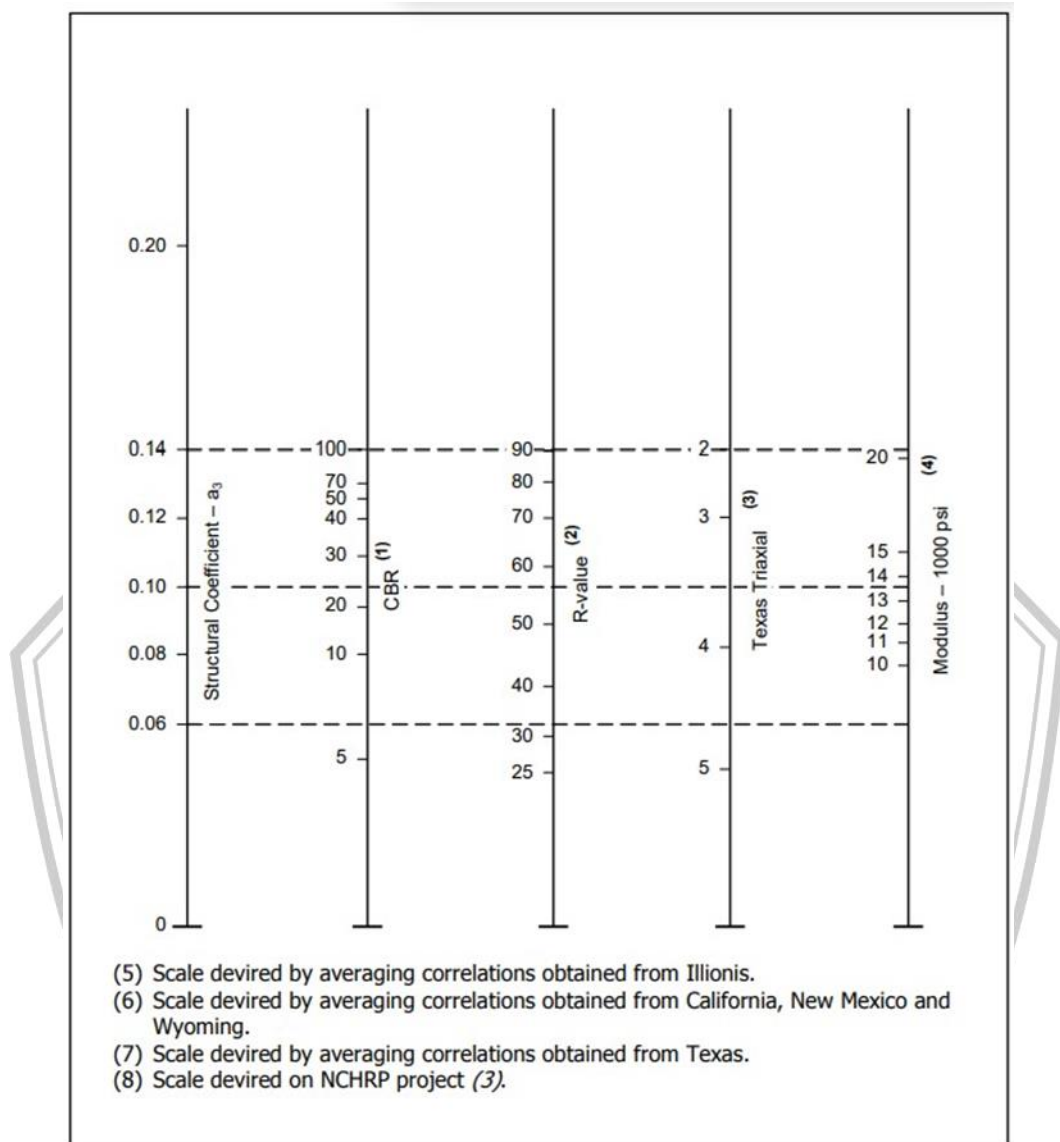 0.20
0.14 100 90 2 20
70 80
50
0.12 40 70 3
30 60 15
0.10 14
20 50 13
12
0.08 10 4 11
10
40
0.06
30
5 25 5
0
Structural Coefficient – a₃
CBR (1)
R-value (2)
Texas Triaxial (3)
Modulus – 1000 psi (4)
(5) Scale devired by averaging correlations obtained from Illionis.
(6) Scale devired by averaging correlations obtained from California, New Mexico and
Wyoming.
(7) Scale devired by averaging correlations obtained from Texas.
(8) Scale devired on NCHRP project (3).